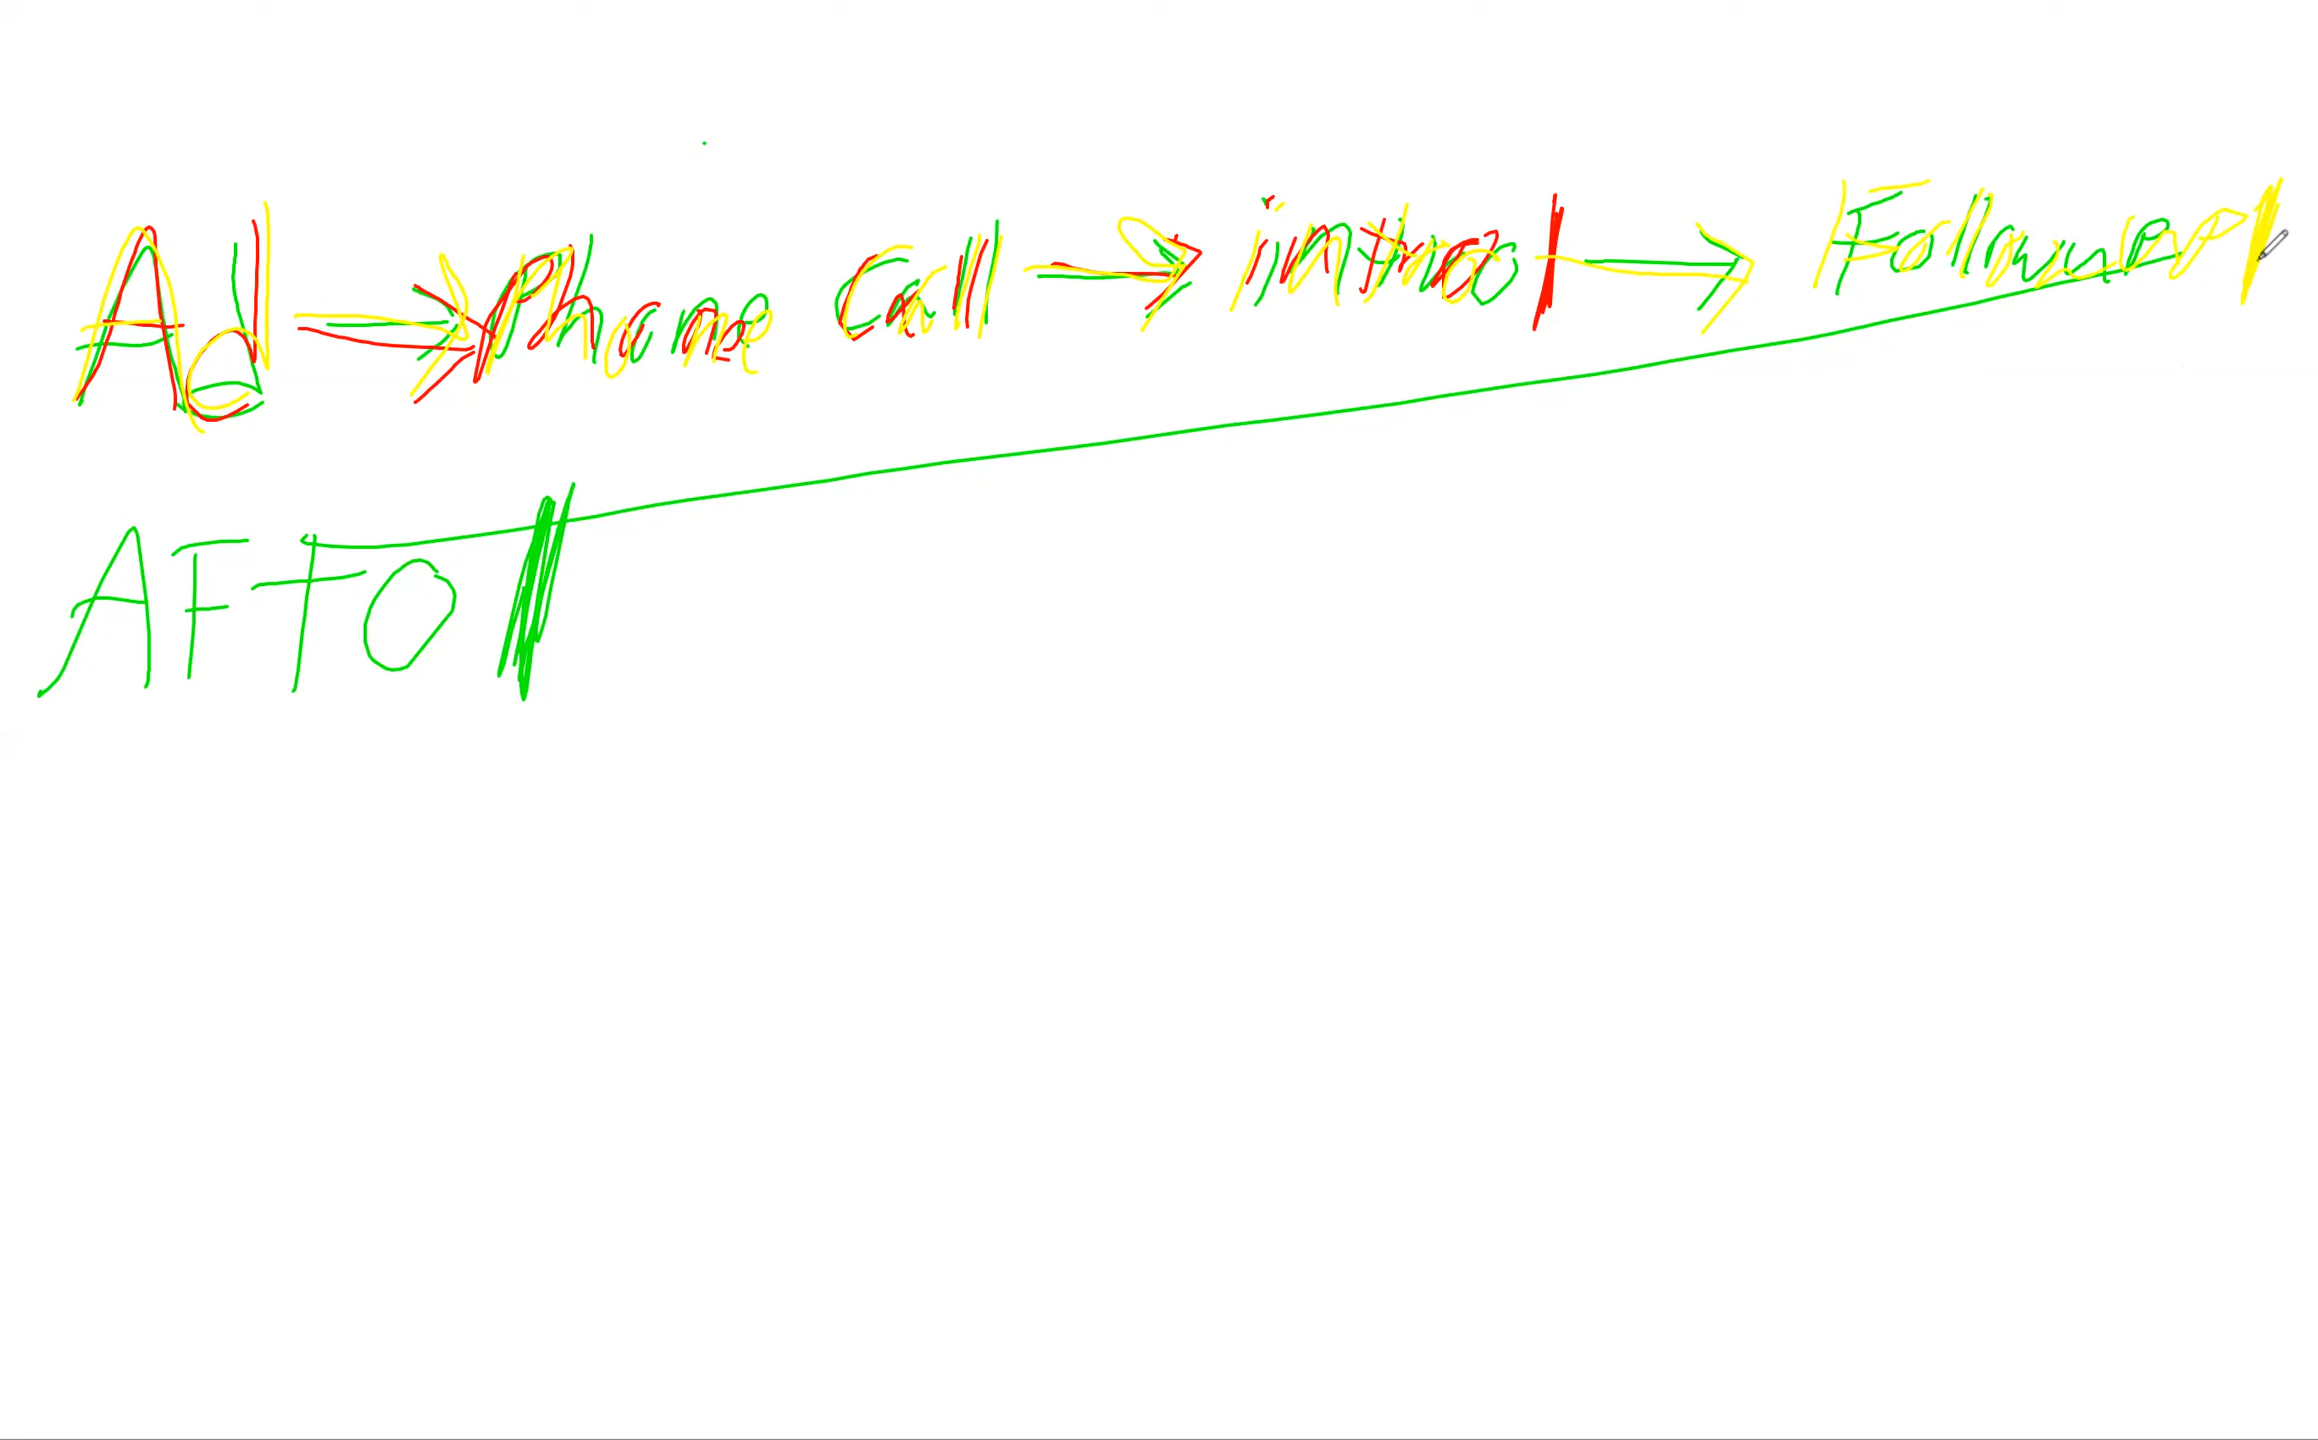 Ad → Phone Call → intro → Followup
AFTO